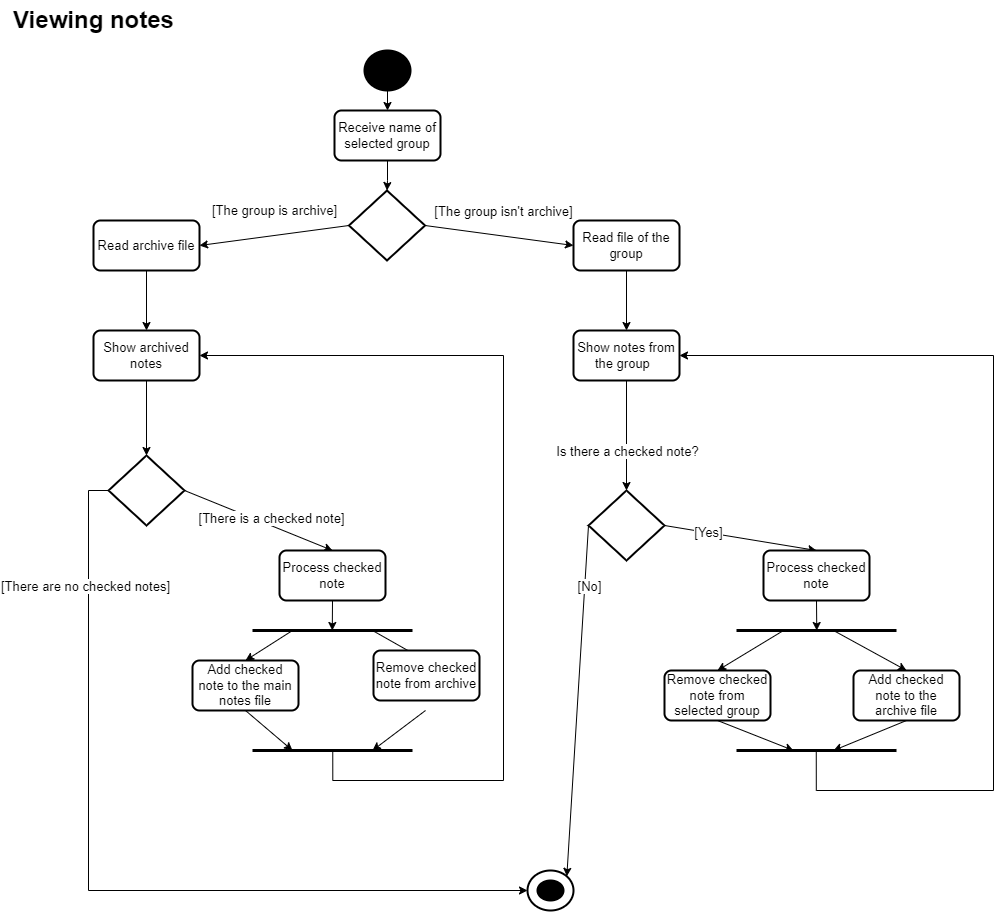 Viewing notes
Receive name of
selected group
[The group is archive]
[The group isn't archive]
Read archive file
Read file of the
group
Show archived
notes
Show notes from
the group
Is there a checked note?
[There is a checked note]
[Yes]
Process checked
note
Process checked
note
[There are no checked notes]
[No]
Add checked
note to the main
notes file
Remove checked
note from archive
Remove checked
note from
selected group
Add checked
note to the
archive file